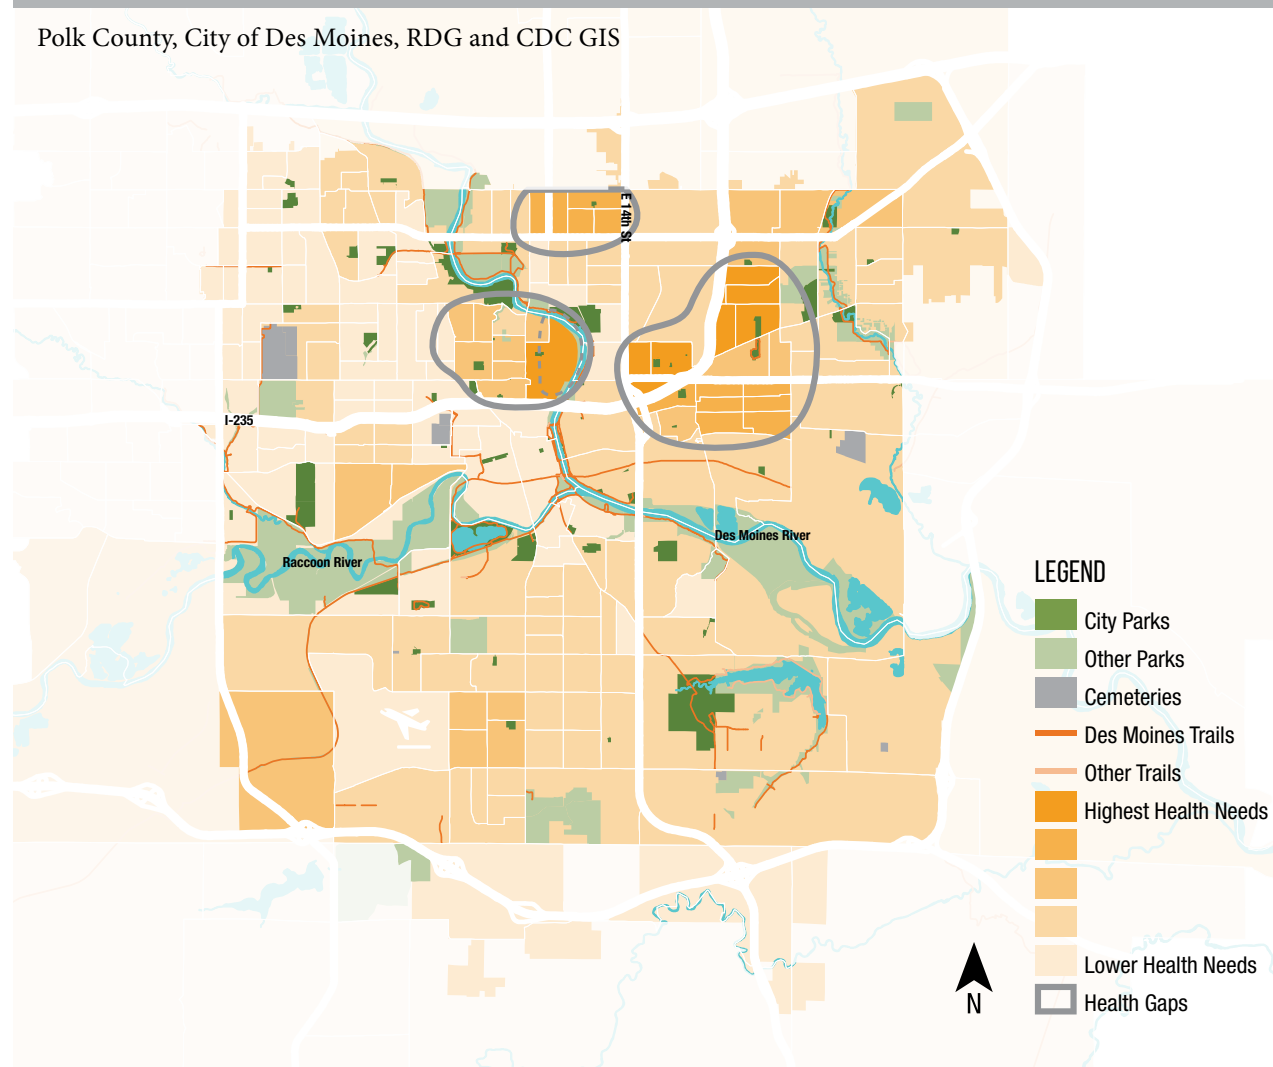 Polk County, City of Des Moines, RDG and CDC GIS
E 14th St
I-235
Des Moines River
Raccoon River
LEGEND
City Parks
Other Parks
Cemeteries
Des Moines Trails
Other Trails
Highest Health Needs
Lower Health Needs
Health Gaps
N